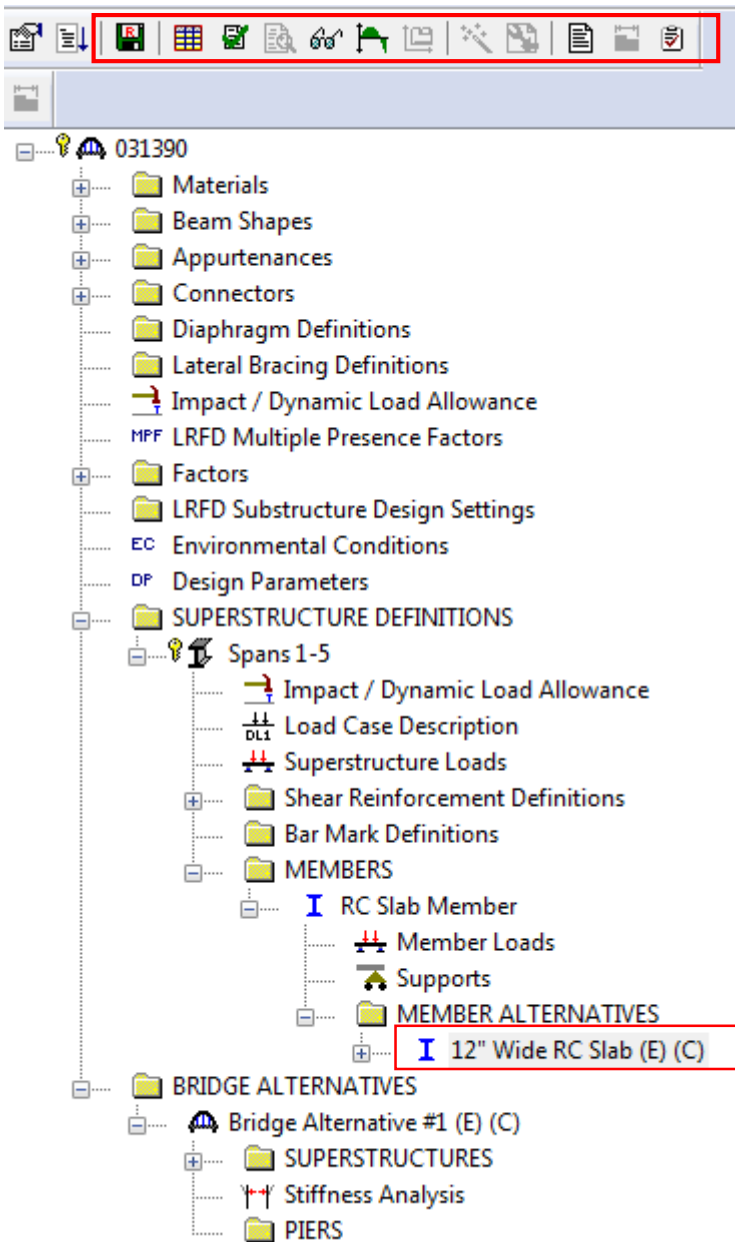 031390
Materials
Beam Shapes
Appurtenances
Connectors
Diaphragm Definitions
Lateral Bracing Definitions
Impact / Dynamic Load Allowance
MPF LRFD Multiple Presence Factors
Factors
LRFD Substructure Design Settings
EC Environmental Conditions
DP Design Parameters
SUPERSTRUCTURE DEFINITIONS
Spans 1-5
Impact / Dynamic Load Allowance
DL1 Load Case Description
Superstructure Loads
Shear Reinforcement Definitions
Bar Mark Definitions
MEMBERS
RC Slab Member
Member Loads
Supports
MEMBER ALTERNATIVES
12" Wide RC Slab (E) (C)
BRIDGE ALTERNATIVES
Bridge Alternative #1 (E) (C)
SUPERSTRUCTURES
Stiffness Analysis
PIERS